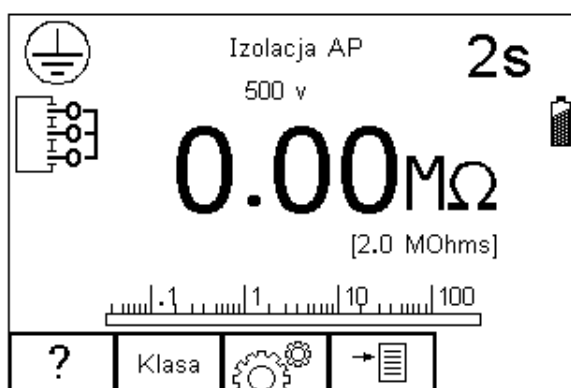 Izolacja AP
2s
500 v
0.00MΩ
[2.0 MOhms]
.1 1 10 100
? Klasa